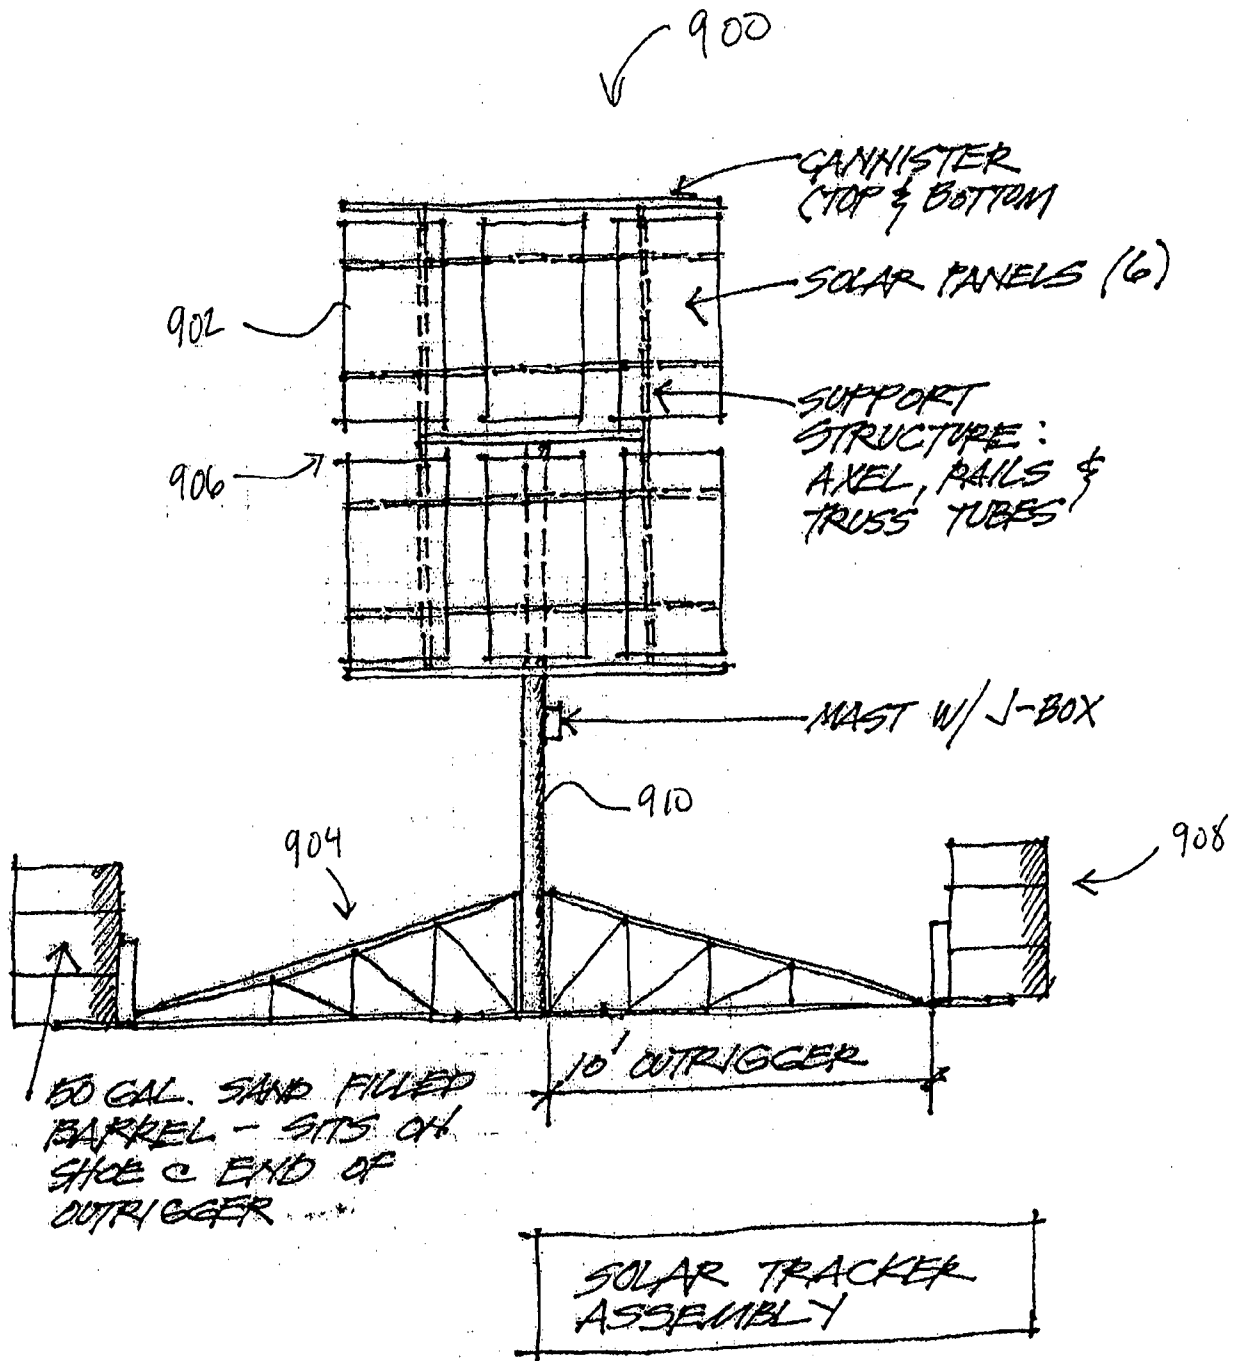 900
CANNISTER
(TOP & BOTTOM
SOLAR PANELS (6)
902
SUPPORT
STRUCTURE:
AXEL, RAILS &
TRUSS TUBES
906
MAST W/ J-BOX
910
904
908
10' OUTRIGGER
50 GAL. SAND FILLED
BARREL - SITS ON
SHOE @ END OF
OUTRIGGER
SOLAR TRACKER
ASSEMBLY